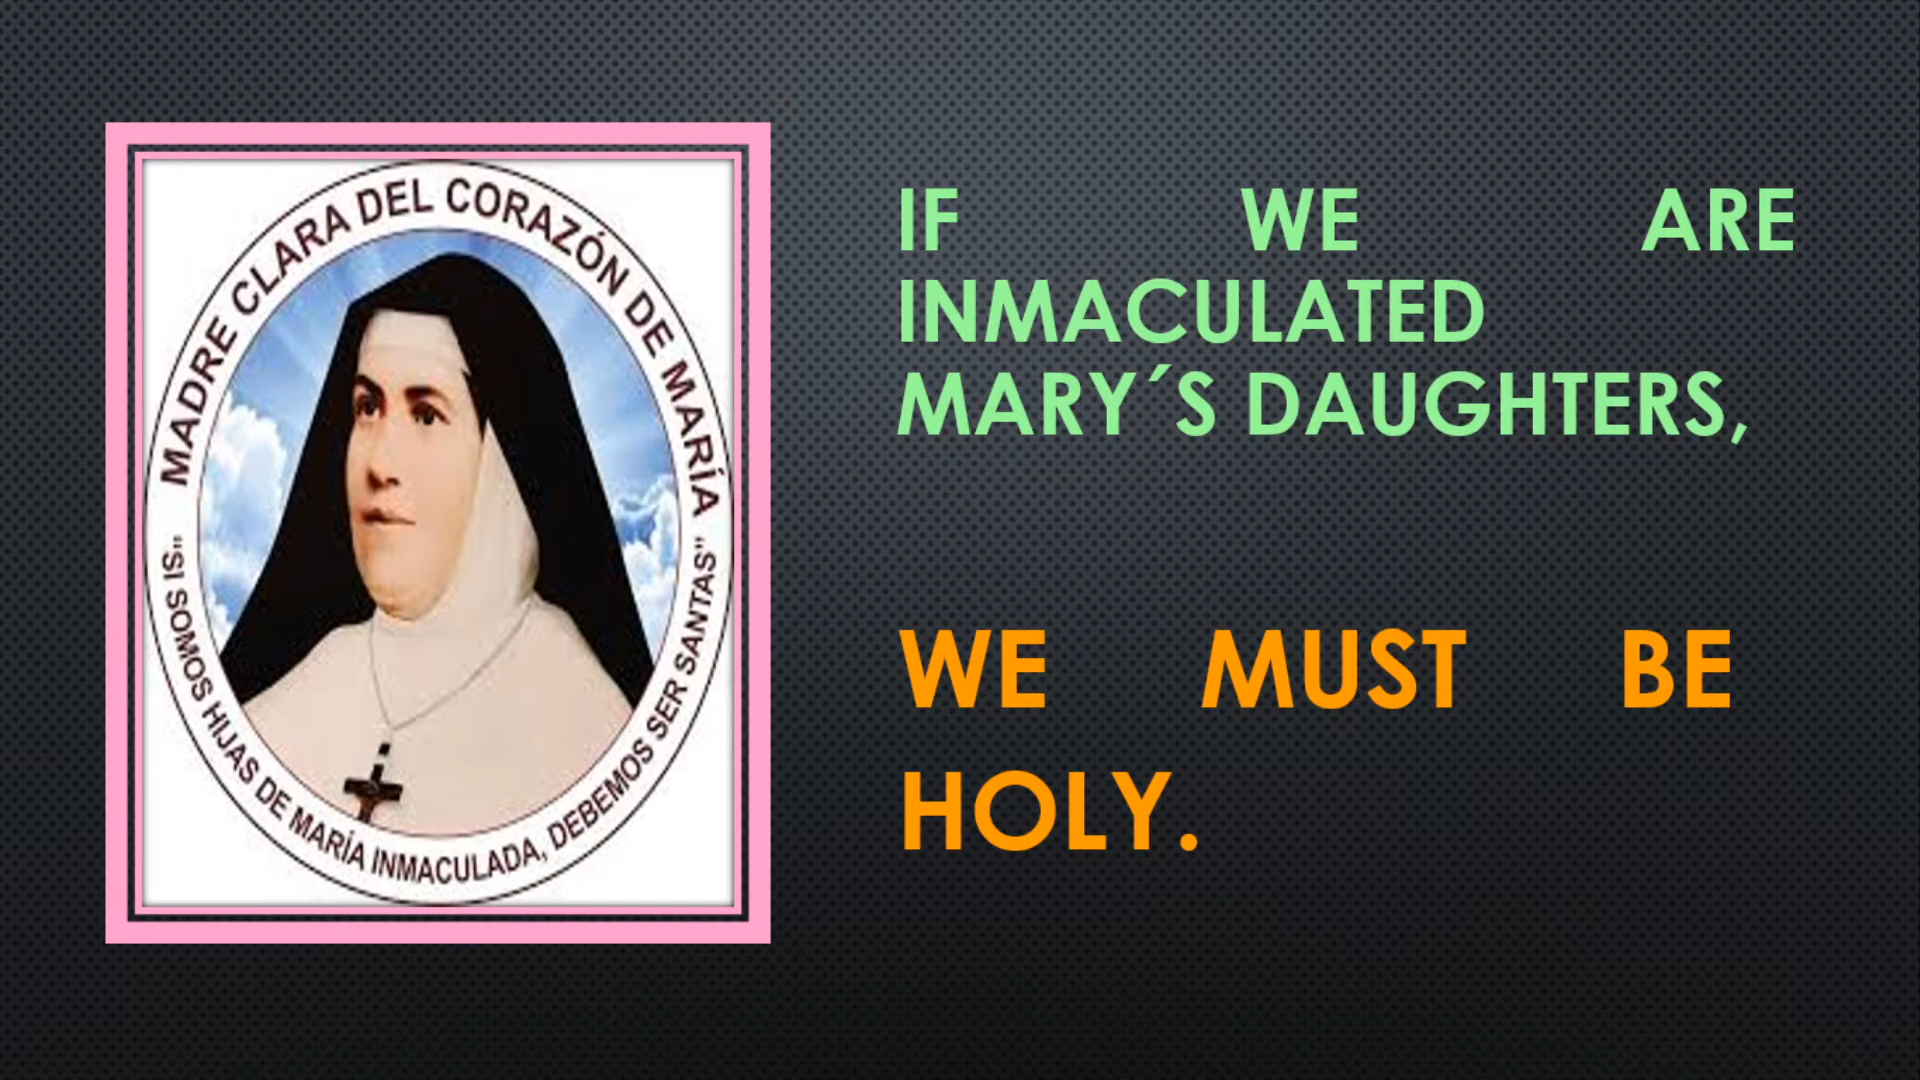 MADRE CLARA DEL CORAZÓN DE MARÍA
"SI SOMOS HIJAS DE MARÍA INMACULADA, DEBEMOS SER SANTAS"
IF WE ARE
INMACULATED
MARY´S DAUGHTERS,
WE MUST BE
HOLY.